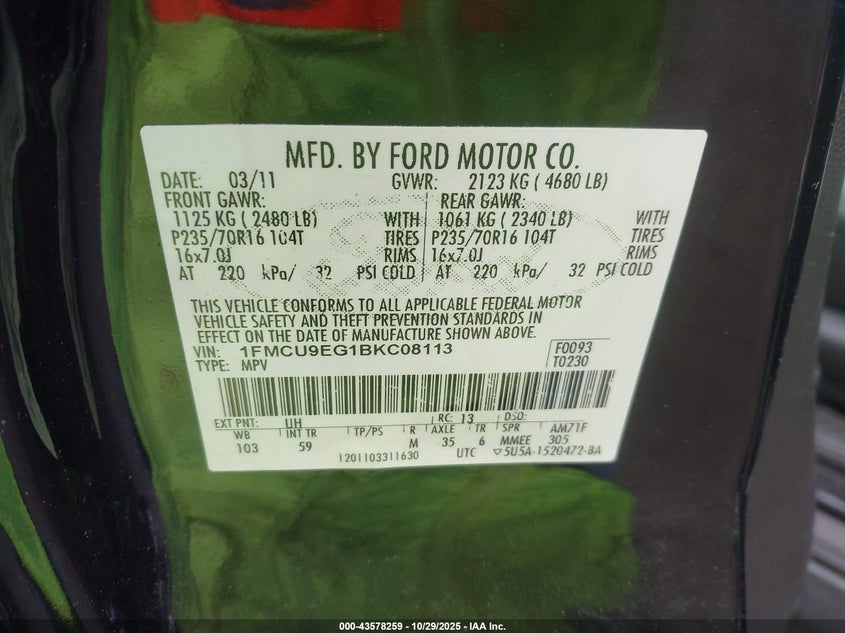 MFD. BY FORD MOTOR CO.
DATE: 03/11 GVWR: 2123 KG ( 4680 LB)
FRONT GAWR: REAR GAWR:
1125 KG ( 2480 LB) WITH 1061 KG ( 2340 LB) WITH
P235/70R16 104T TIRES P235/70R16 104T TIRES
16x7.0J RIMS 16x7.0J RIMS
AT 220 kPa/ 32 PSI COLD AT 220 kPa/ 32 PSI COLD
THIS VEHICLE CONFORMS TO ALL APPLICABLE FEDERAL MOTOR
VEHICLE SAFETY AND THEFT PREVENTION STANDARDS IN
EFFECT ON THE DATE OF MANUFACTURE SHOWN ABOVE.
VIN: 1FMCU9EG1BKC08113 F0093
TYPE: MPV T0230
EXT PNT: UH RC: 13 DSO:
WB INT TR TP/PS R AXLE TR SPR AM71F
103 59 M 35 6 MMEE 305
1201103311630 UTC ▽5U5A-1520472-BA
000-43578259 | 10/29/2025 - IAA Inc.